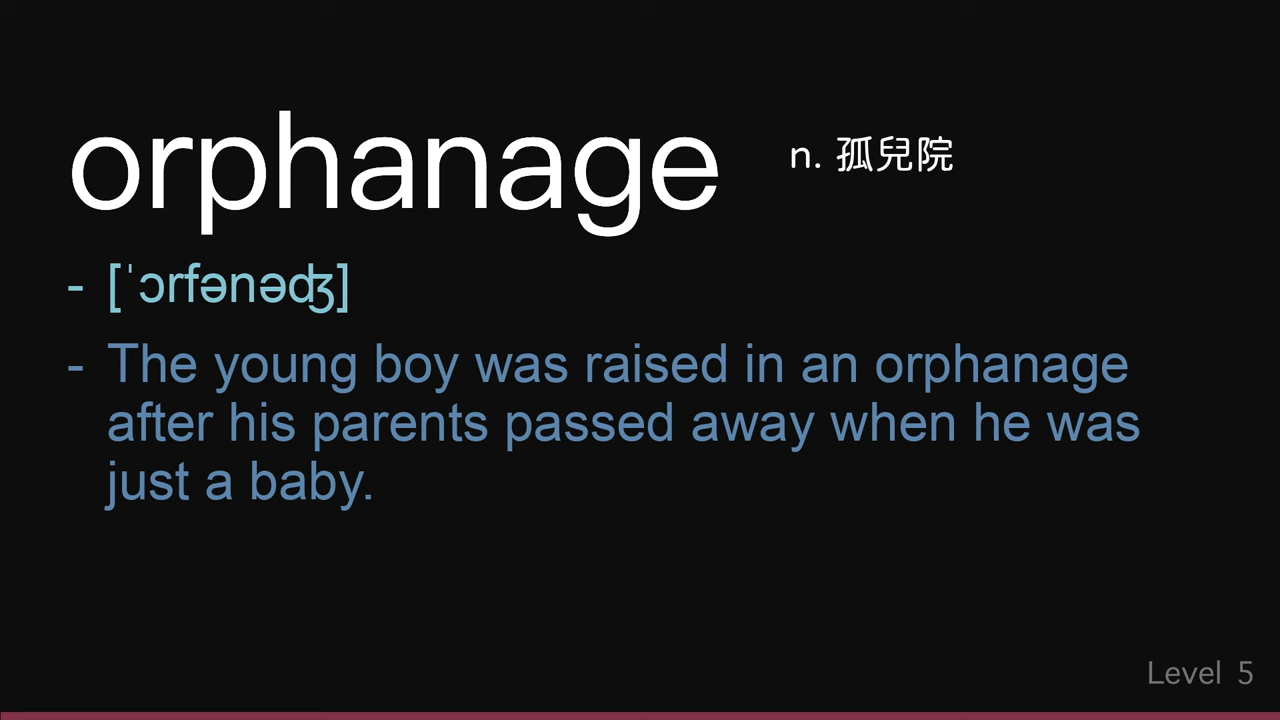 orphanage n. 孤兒院
- [ˈɔrfənəʤ]
- The young boy was raised in an orphanage
after his parents passed away when he was
just a baby.
Level 5